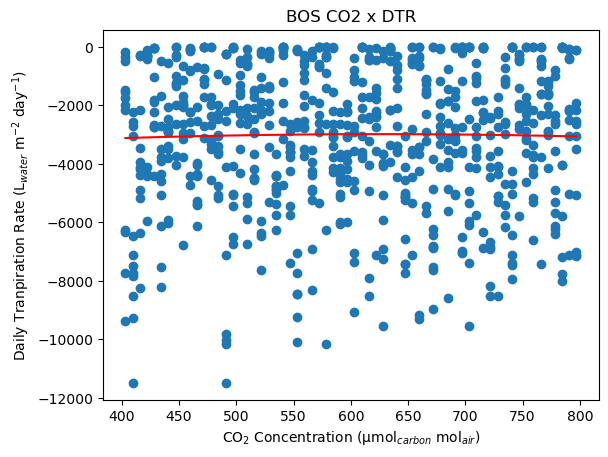 BOS CO2 x DTR
0
−2000
−4000
−6000
−8000
−10000
−12000
Daily Tranpiration Rate (L$_{water}$ m$^{−2}$ day$^{−1}$)
400 450 500 550 600 650 700 750 800
CO$_2$ Concentration (μmol$_{carbon}$ mol$_{air}$)